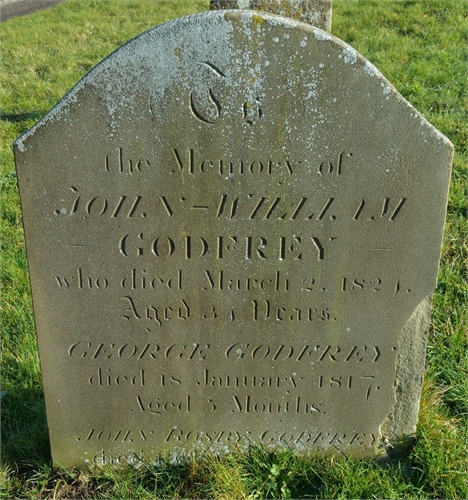 To
the Memory of
JOHN-WILLIAM
GODFREY
who died March 2. 1824.
Aged 34 Years.
GEORGE GODFREY
died 18 January 1817.
Aged 5 Months.
JOHN GODFREY
died